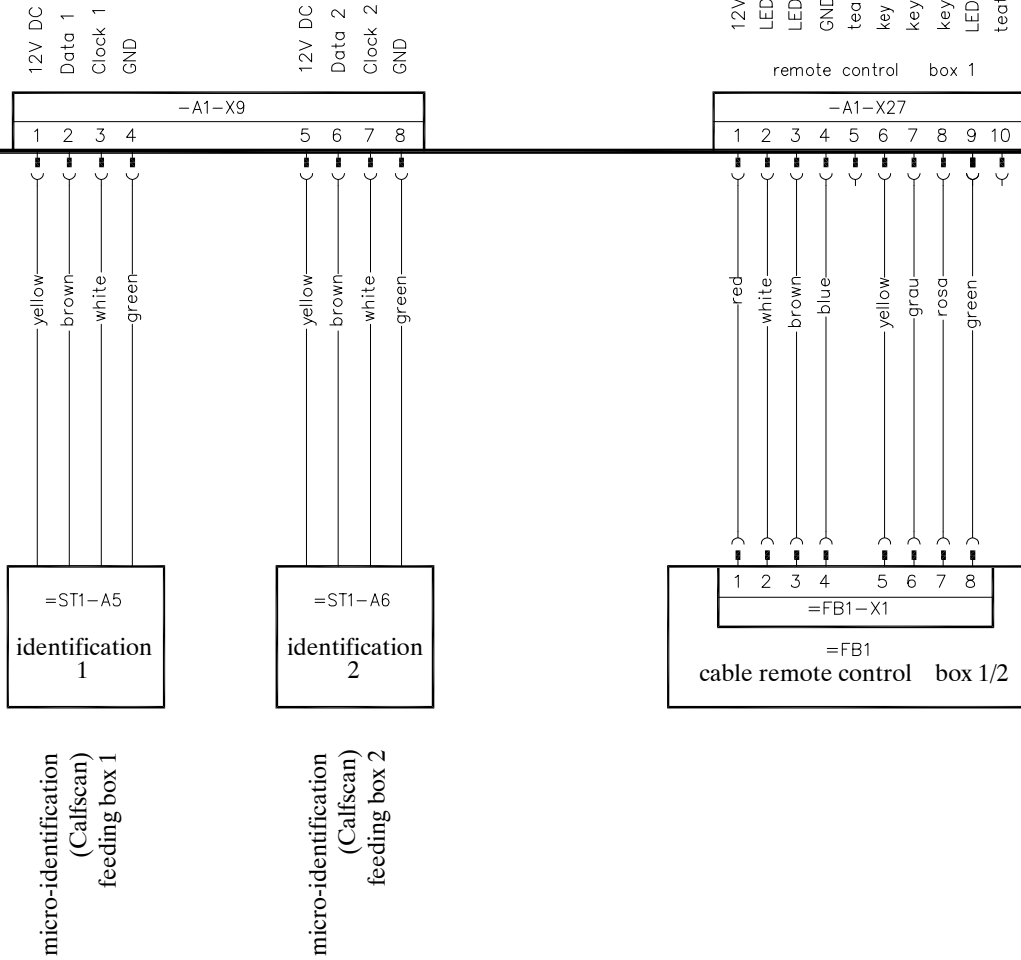 12V DC
Data 1
Clock 1
GND
12V DC
Data 2
Clock 2
GND
12V
LED
LED
GND
key
key
key
LED
remote control box 1
-A1-X9
-A1-X27
1 2 3 4 5 6 7 8
1 2 3 4 5 6 7 8 9 10
yellow
brown
white
green
yellow
brown
white
green
red
white
brown
blue
yellow
grau
rosa
green
=ST1-A5
identification
1
=ST1-A6
identification
2
1 2 3 4 5 6 7 8
=FB1-X1
=FB1
cable remote control box 1/2
micro-identification
(Calfscan)
feeding box 1
micro-identification
(Calfscan)
feeding box 2